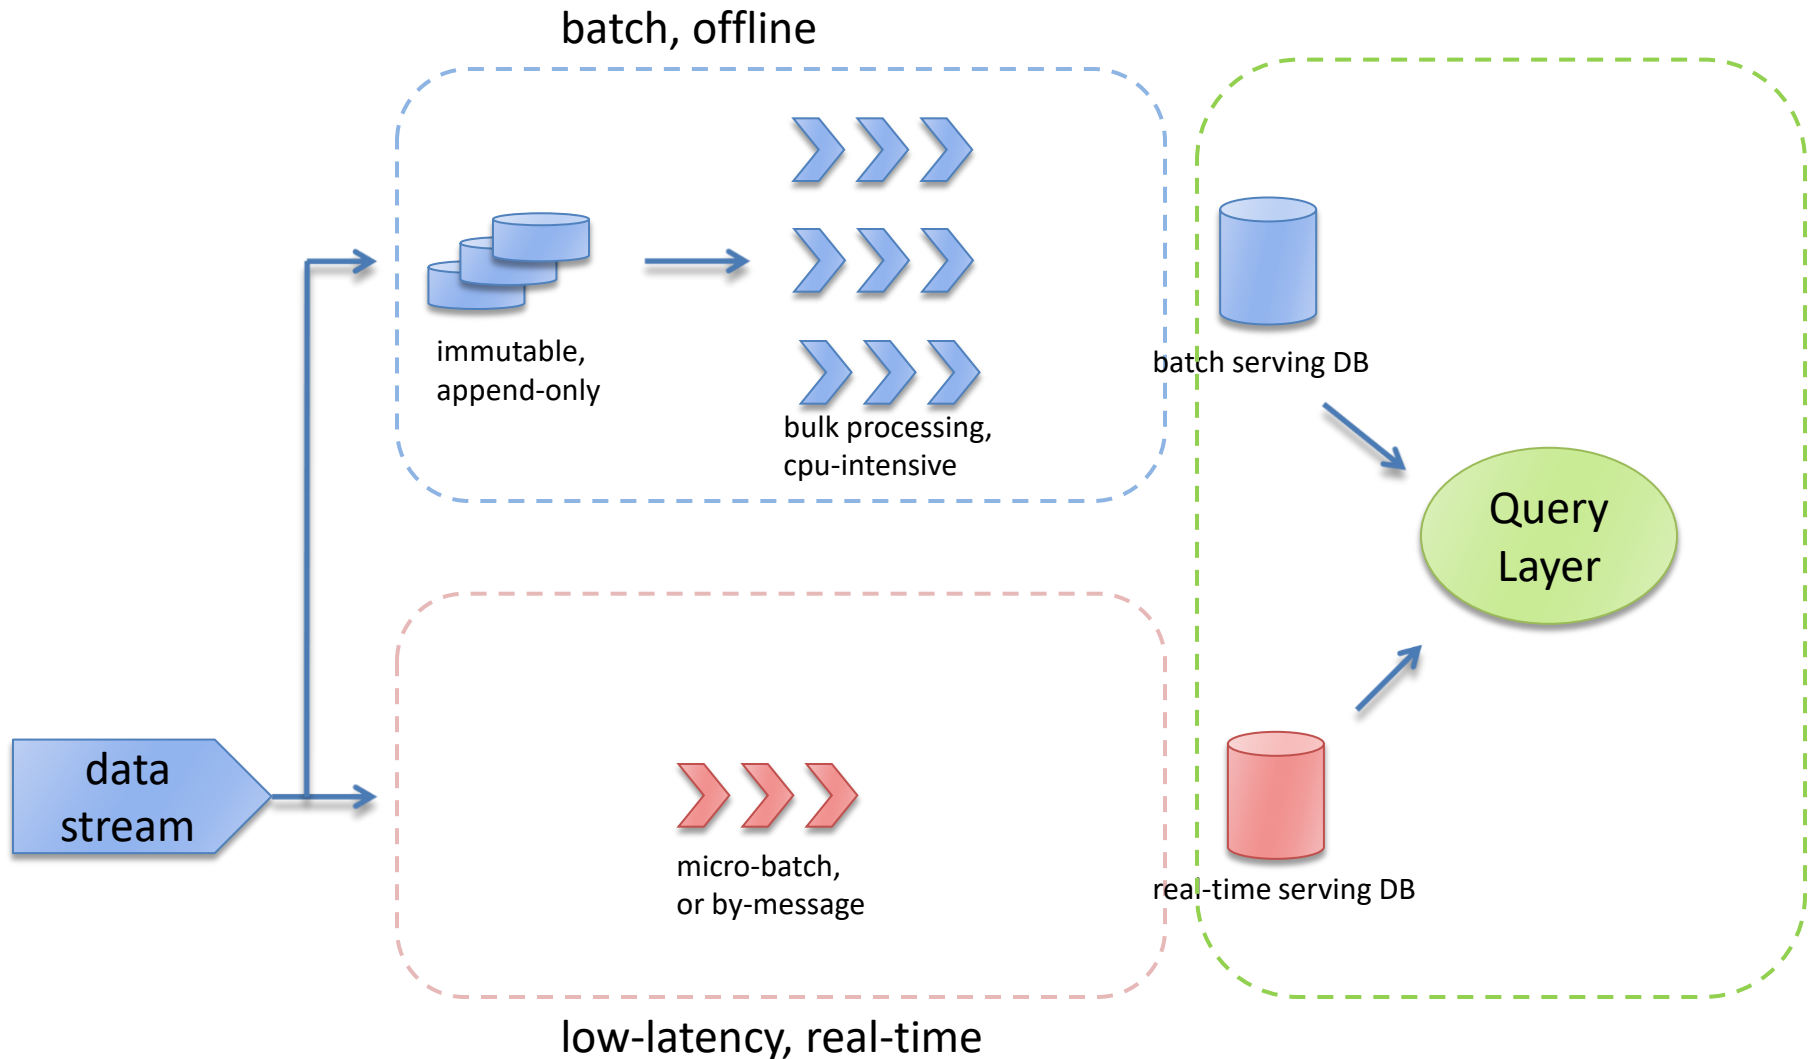 batch, offline
immutable,
append-only
bulk processing,
cpu-intensive
batch serving DB
Query
Layer
data
stream
micro-batch,
or by-message
real-time serving DB
low-latency, real-time